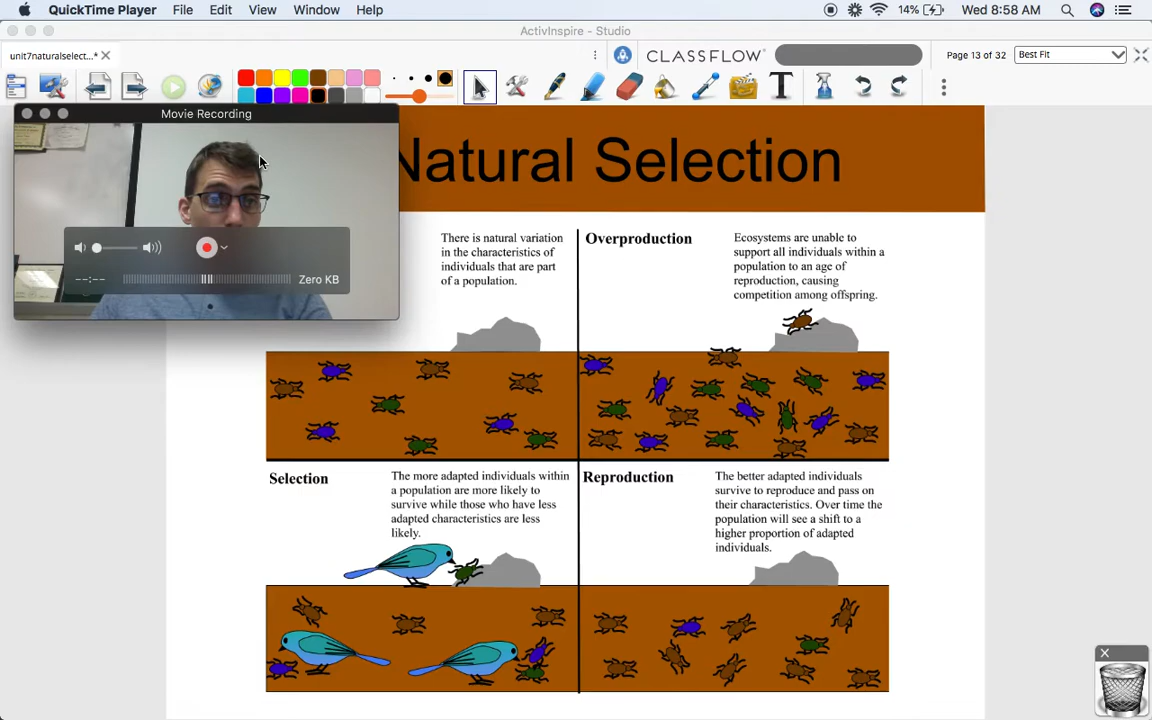 QuickTime Player File Edit View Window Help 14% Wed 8:58 AM
ActivInspire - Studio
unit7naturalselect...* CLASSFLOW Page 13 of 32 Best Fit
Movie Recording
Natural Selection
--:-- Zero KB
There is natural variation
in the characteristics of
individuals that are part
of a population.
Overproduction
Ecosystems are unable to
support all individuals within a
population to an age of
reproduction, causing
competition among offspring.
Selection
The more adapted individuals within
a population are more likely to
survive while those who have less
adapted characteristics are less
likely.
Reproduction
The better adapted individuals
survive to reproduce and pass on
their characteristics. Over time the
population will see a shift to a
higher proportion of adapted
individuals.